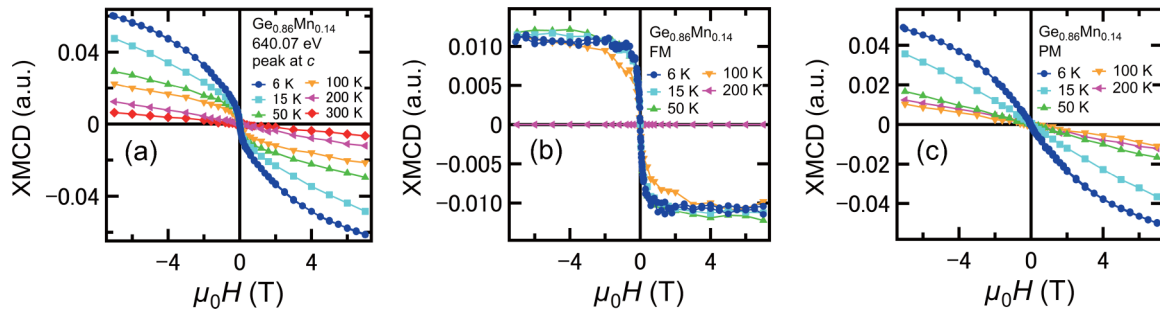 XMCD (a.u.)
0.04
0
−0.04
−4
0
4
μ₀H (T)
(a)
Ge₀.₈₆Mn₀.₁₄
640.07 eV
peak at c
6 K
15 K
50 K
100 K
200 K
300 K
XMCD (a.u.)
0.010
0.005
0
−0.005
−0.010
−4
0
4
μ₀H (T)
(b)
Ge₀.₈₆Mn₀.₁₄
FM
6 K
15 K
50 K
100 K
200 K
XMCD (a.u.)
0.04
0.02
0
−0.02
−0.04
−4
0
4
μ₀H (T)
(c)
Ge₀.₈₆Mn₀.₁₄
PM
6 K
15 K
50 K
100 K
200 K